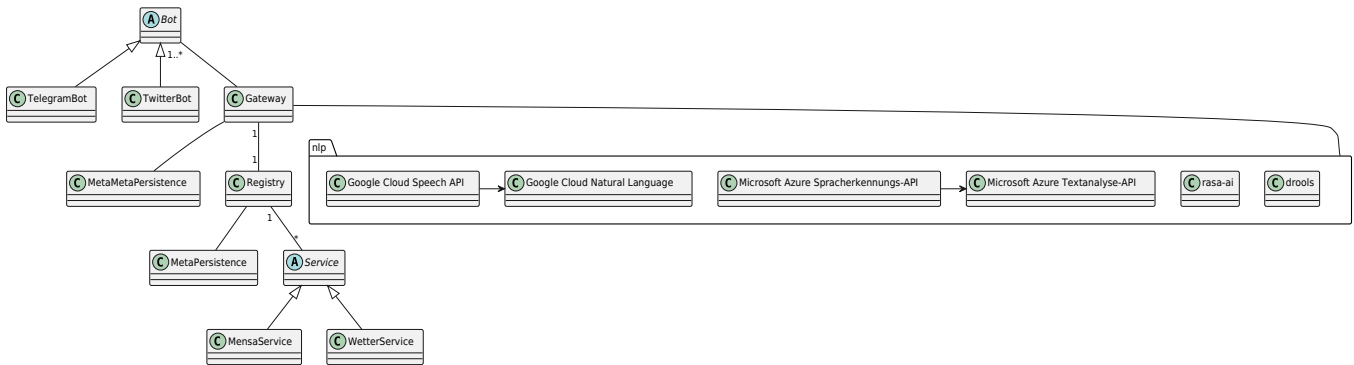 A Bot
1..*
C TelegramBot
C TwitterBot
C Gateway
1
1
nlp
C MetaMetaPersistence
C Registry
C Google Cloud Speech API
C Google Cloud Natural Language
C Microsoft Azure Spracherkennungs-API
C Microsoft Azure Textanalyse-API
C rasa-ai
C drools
1
*
C MetaPersistence
A Service
C MensaService
C WetterService